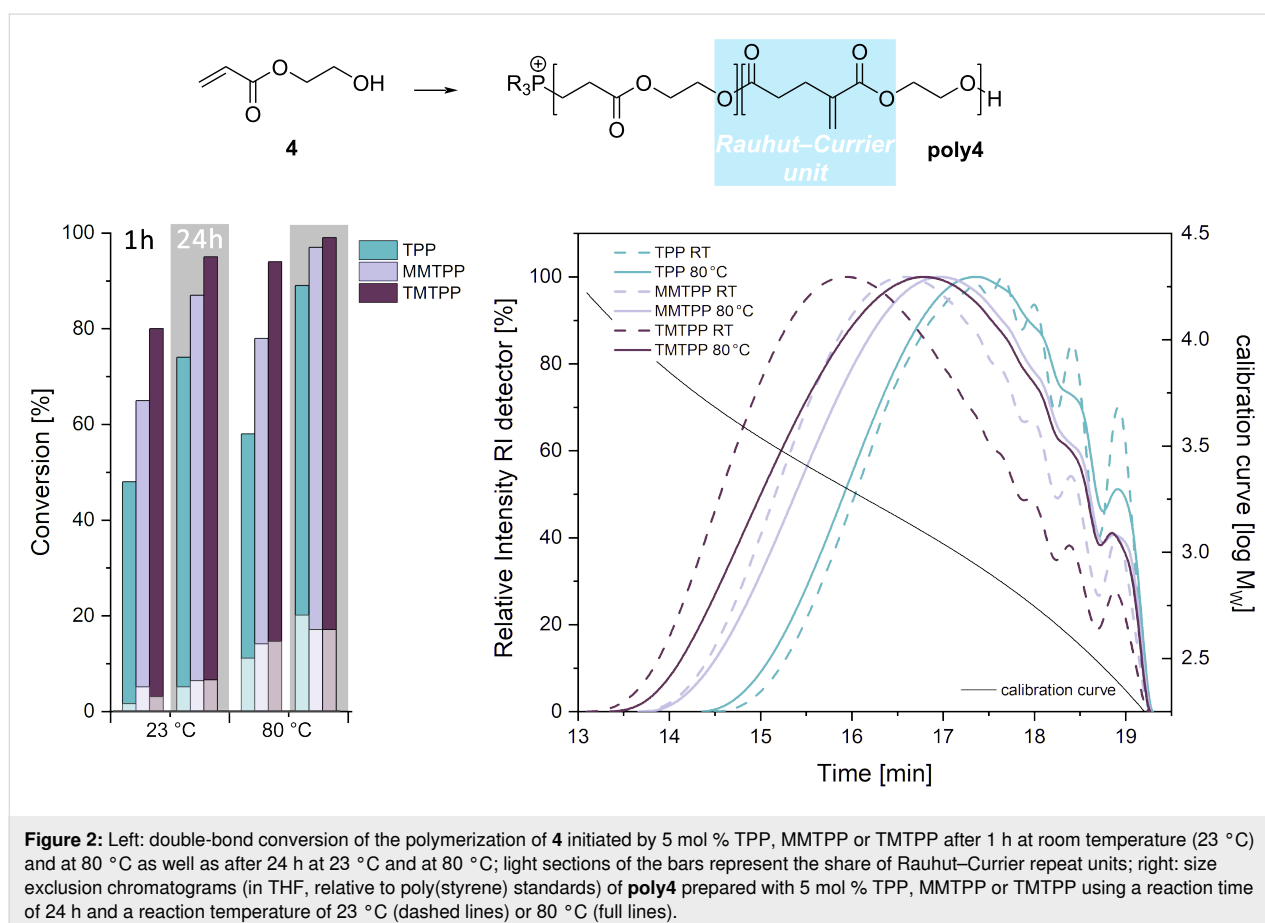 O
O
OH
4
R3P
⊕
O
O
O
O
O
O
O
H
Rauhut–Currier
unit
poly4
1h
24h
TPP
MMTPP
TMTPP
Conversion [%]
100
80
60
40
20
0
23 °C
80 °C
TPP RT
TPP 80°C
MMTPP RT
MMTPP 80°C
TMTPP RT
TMTPP 80°C
Relative Intensity RI detector [%]
100
80
60
40
20
0
calibration curve
13
14
15
16
17
18
19
Time [min]
4.5
4.0
3.5
3.0
2.5
calibration curve [log MW]
Figure 2: Left: double-bond conversion of the polymerization of 4 initiated by 5 mol % TPP, MMTPP or TMTPP after 1 h at room temperature (23 °C)
and at 80 °C as well as after 24 h at 23 °C and at 80 °C; light sections of the bars represent the share of Rauhut–Currier repeat units; right: size
exclusion chromatograms (in THF, relative to poly(styrene) standards) of poly4 prepared with 5 mol % TPP, MMTPP or TMTPP using a reaction time
of 24 h and a reaction temperature of 23 °C (dashed lines) or 80 °C (full lines).